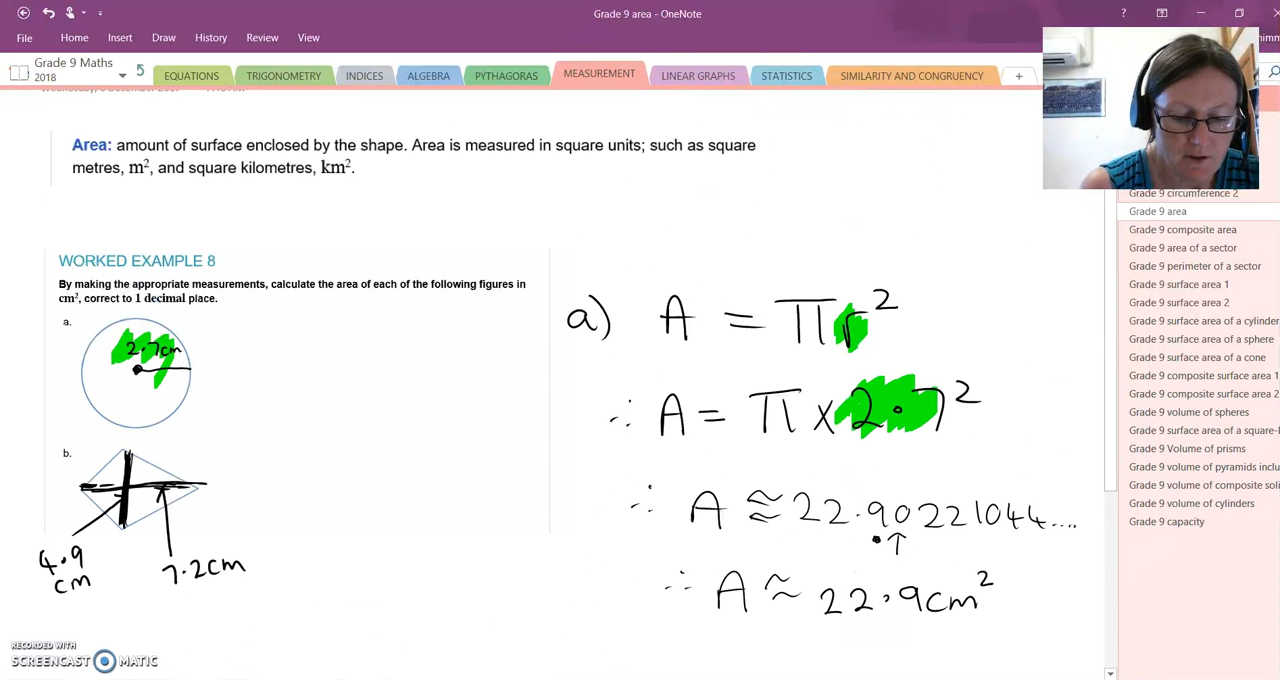 Grade 9 area - OneNote
File Home Insert Draw History Review View
Grade 9 Maths
2018
EQUATIONS TRIGONOMETRY INDICES ALGEBRA PYTHAGORAS MEASUREMENT LINEAR GRAPHS STATISTICS SIMILARITY AND CONGRUENCY +
Area: amount of surface enclosed by the shape. Area is measured in square units; such as square
metres, m², and square kilometres, km².
WORKED EXAMPLE 8
By making the appropriate measurements, calculate the area of each of the following figures in
cm², correct to 1 decimal place.
a.
2.7cm
b.
4.9
cm
7.2cm
a) A = πr²
∴ A = π × 2.7²
∴ A ≈ 22.90221044....
∴ A ≈ 22.9cm²
Grade 9 circumference 2
Grade 9 area
Grade 9 composite area
Grade 9 area of a sector
Grade 9 perimeter of a sector
Grade 9 surface area 1
Grade 9 surface area 2
Grade 9 surface area of a cylinder
Grade 9 surface area of a sphere
Grade 9 surface area of a cone
Grade 9 composite surface area 1
Grade 9 composite surface area 2
Grade 9 volume of spheres
Grade 9 surface area of a square-
Grade 9 Volume of prisms
Grade 9 volume of pyramids inclu
Grade 9 volume of composite soli
Grade 9 volume of cylinders
Grade 9 capacity
RECORDED WITH
SCREENCAST MATIC